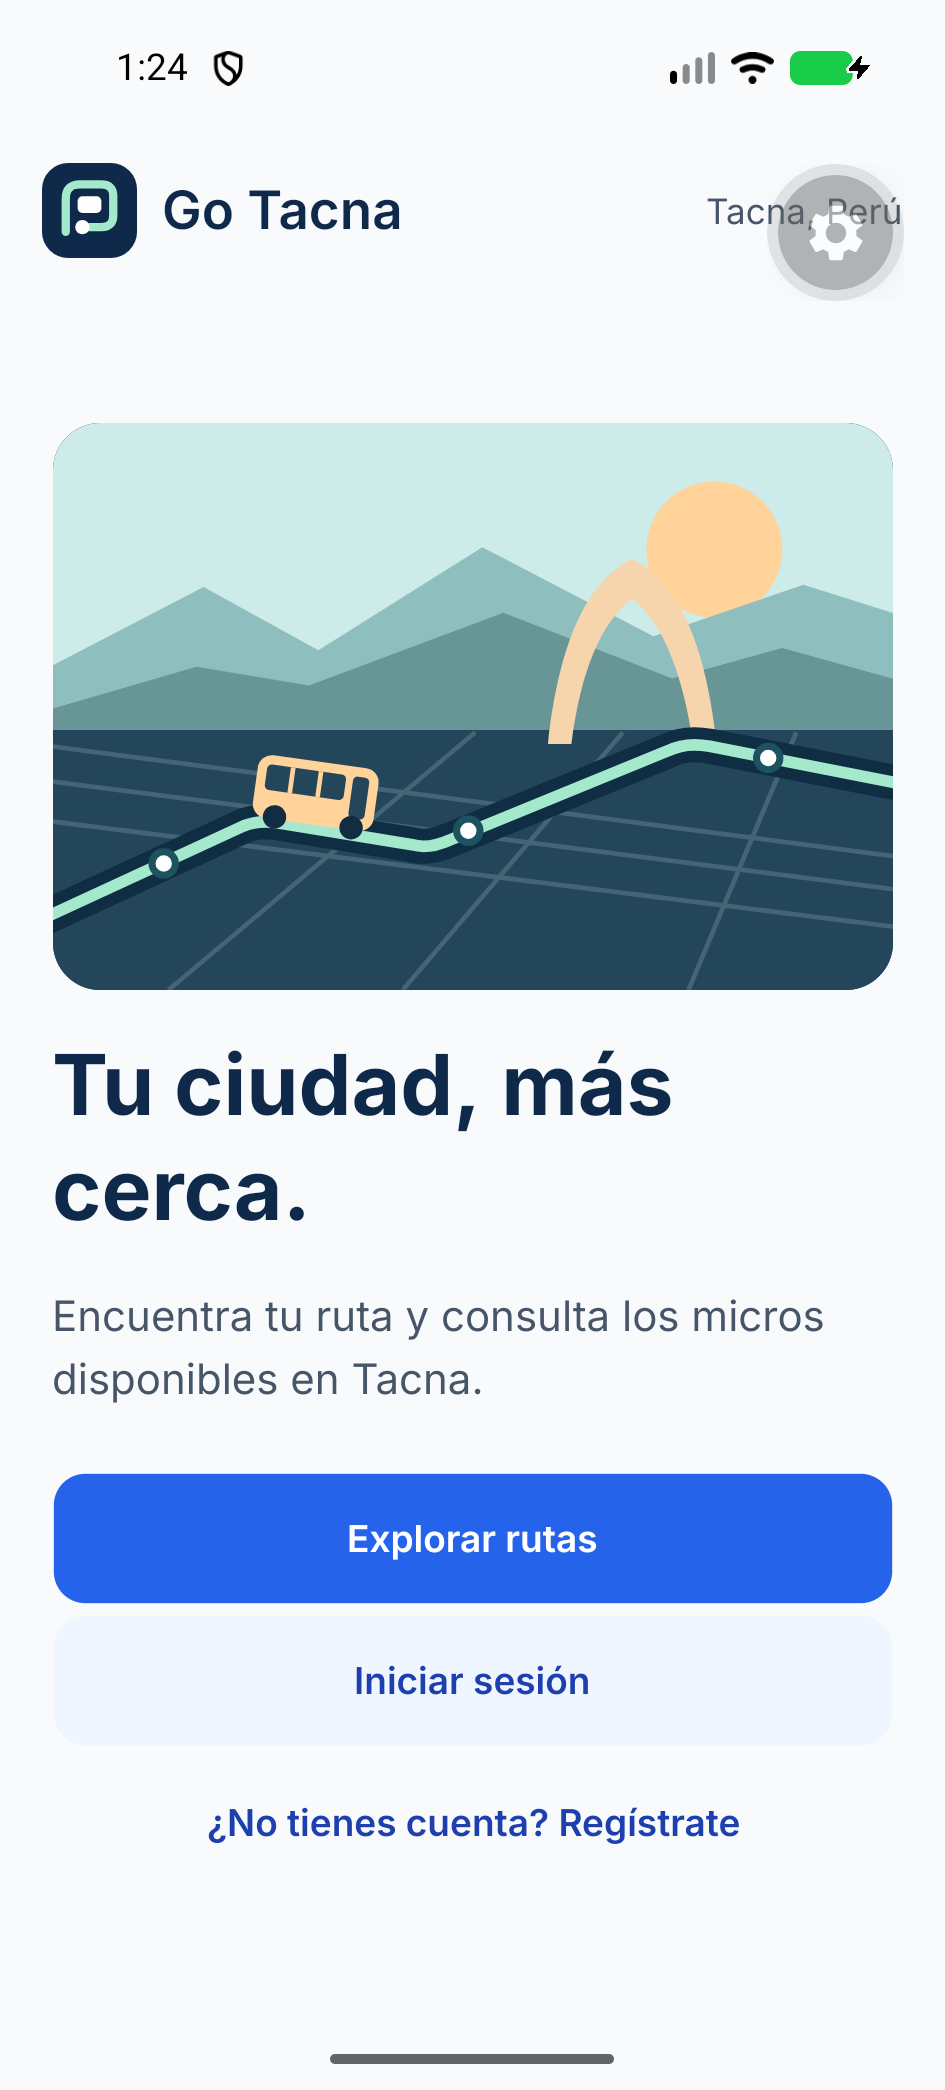 1:24
Go Tacna
Tacna, Perú
Tu ciudad, más
cerca.
Encuentra tu ruta y consulta los micros
disponibles en Tacna.
Explorar rutas
Iniciar sesión
¿No tienes cuenta? Regístrate